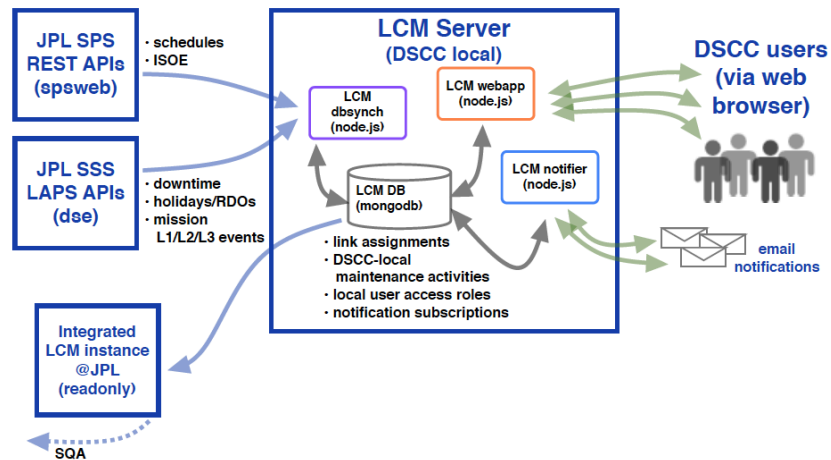 JPL SPS
REST APIs
(spsweb)
· schedules
· ISOE
JPL SSS
LAPS APIs
(dse)
· downtime
· holidays/RDOs
· mission
L1/L2/L3 events
LCM Server
(DSCC local)
LCM
dbsynch
(node.js)
LCM webapp
(node.js)
LCM notifier
(node.js)
LCM DB
(mongodb)
· link assignments
· DSCC-local
maintenance activities
· local user access roles
· notification subscriptions
DSCC users
(via web
browser)
email
notifications
Integrated
LCM instance
@JPL
(readonly)
SQA